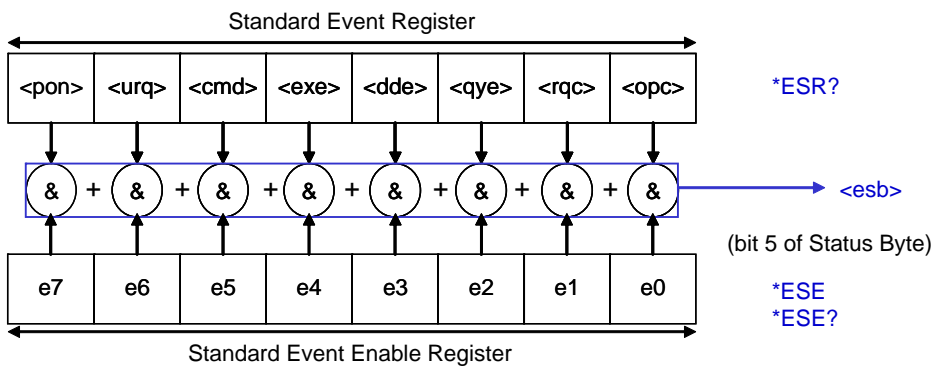 Standard Event Register
<pon> <urq> <cmd> <exe> <dde> <qye> <rqc> <opc> *ESR?
& + & + & + & + & + & + & + & <esb>
(bit 5 of Status Byte)
e7 e6 e5 e4 e3 e2 e1 e0 *ESE
*ESE?
Standard Event Enable Register